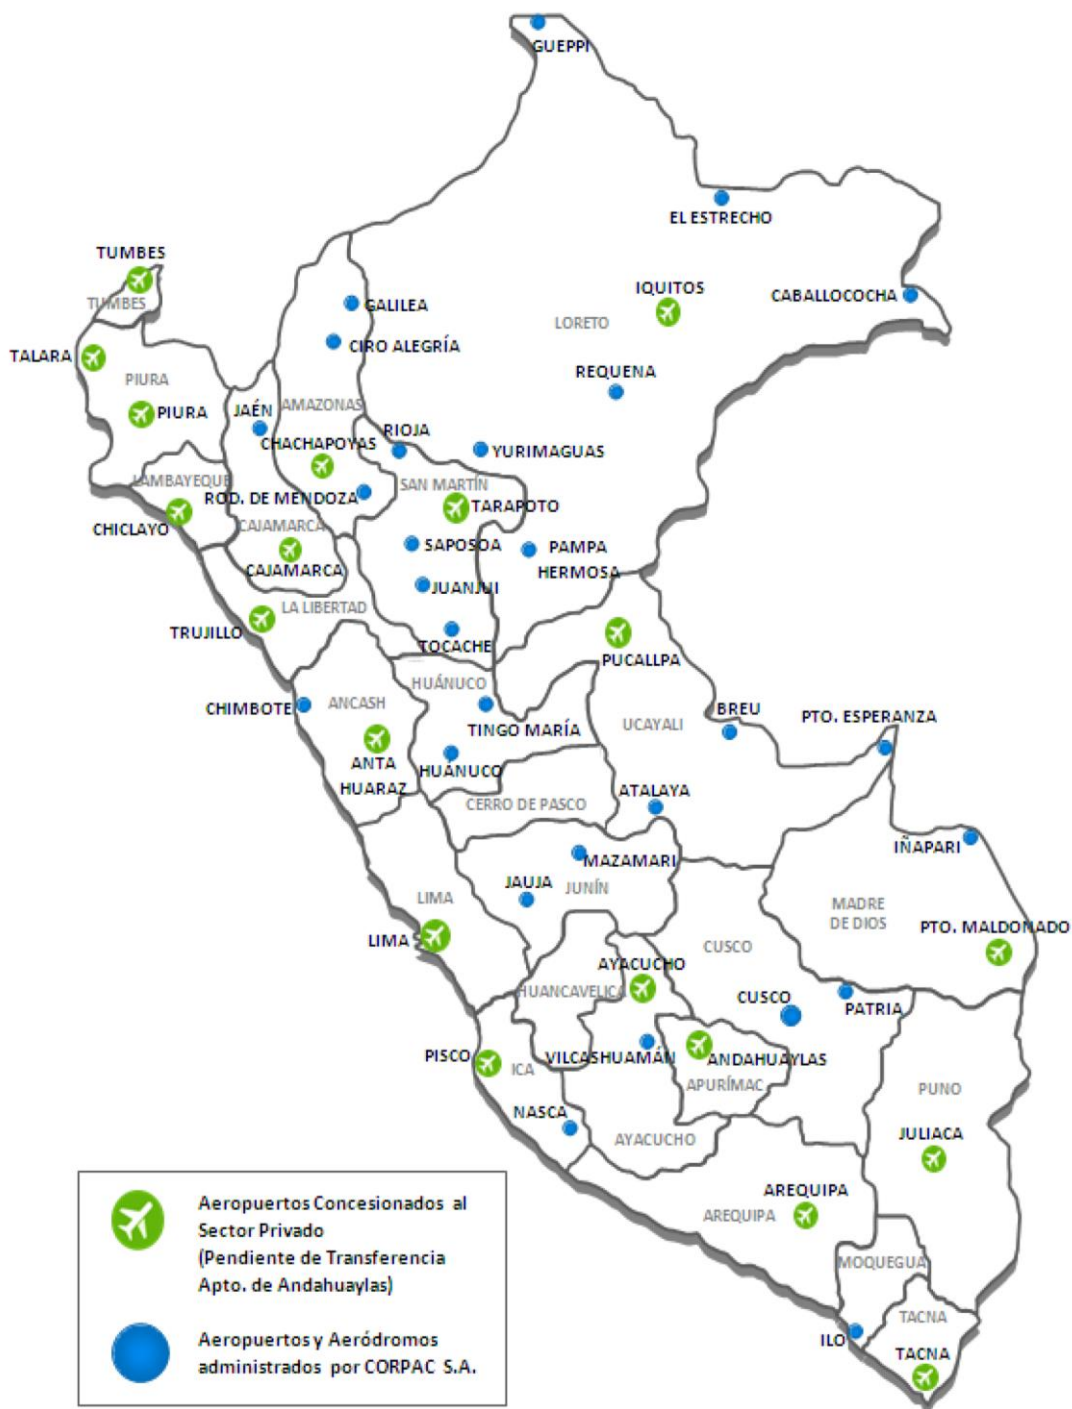 GUEPPI
EL ESTRECHO
TUMBES
TUMBES
GALILEA
IQUITOS
CABALLOCOCHA
LORETO
CIRO ALEGRÍA
TALARA
PIURA
REQUENA
PIURA
JAÉN
AMAZONAS
RIOJA
CHACHAPOYAS
YURIMAGUAS
LAMBAYEQUE
SAN MARTÍN
ROD. DE MENDOZA
TARAPOTO
CHICLAYO
CAJAMARCA
SAPOSOA
PAMPA
HERMOSA
CAJAMARCA
JUANJUI
LA LIBERTAD
TRUJILLO
TOCACHE
PUCALLPA
HUÁNUCO
CHIMBOTE
ANCASH
BREU
PTO. ESPERANZA
UCAYALI
TINGO MARÍA
ANTA
HUARAZ
HUÁNUCO
CERRO DE PASCO
ATALAYA
IÑAPARI
MAZAMARI
JAUJA
JUNÍN
LIMA
MADRE
DE DIOS
PTO. MALDONADO
LIMA
CUSCO
AYACUCHO
HUANCAVELICA
CUSCO
PATRIA
PISCO
ICA
VILCASHUAMÁN
ANDAHUAYLAS
APURÍMAC
PUNO
NASCA
AYACUCHO
JULIACA
AREQUIPA
AREQUIPA
MOQUEGUA
TACNA
ILO
TACNA
Aeropuertos Concesionados al
Sector Privado
(Pendiente de Transferencia
Apto. de Andahuaylas)
Aeropuertos y Aeródromos
administrados por CORPAC S.A.